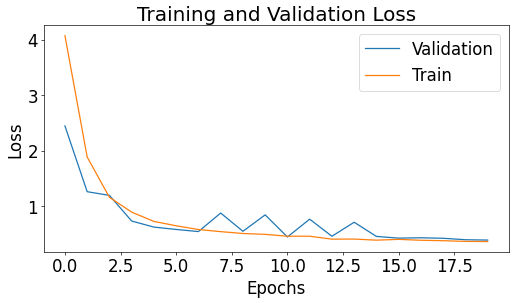 Training and Validation Loss
4
3
2
1
Loss
Validation
Train
0.0 2.5 5.0 7.5 10.0 12.5 15.0 17.5
Epochs